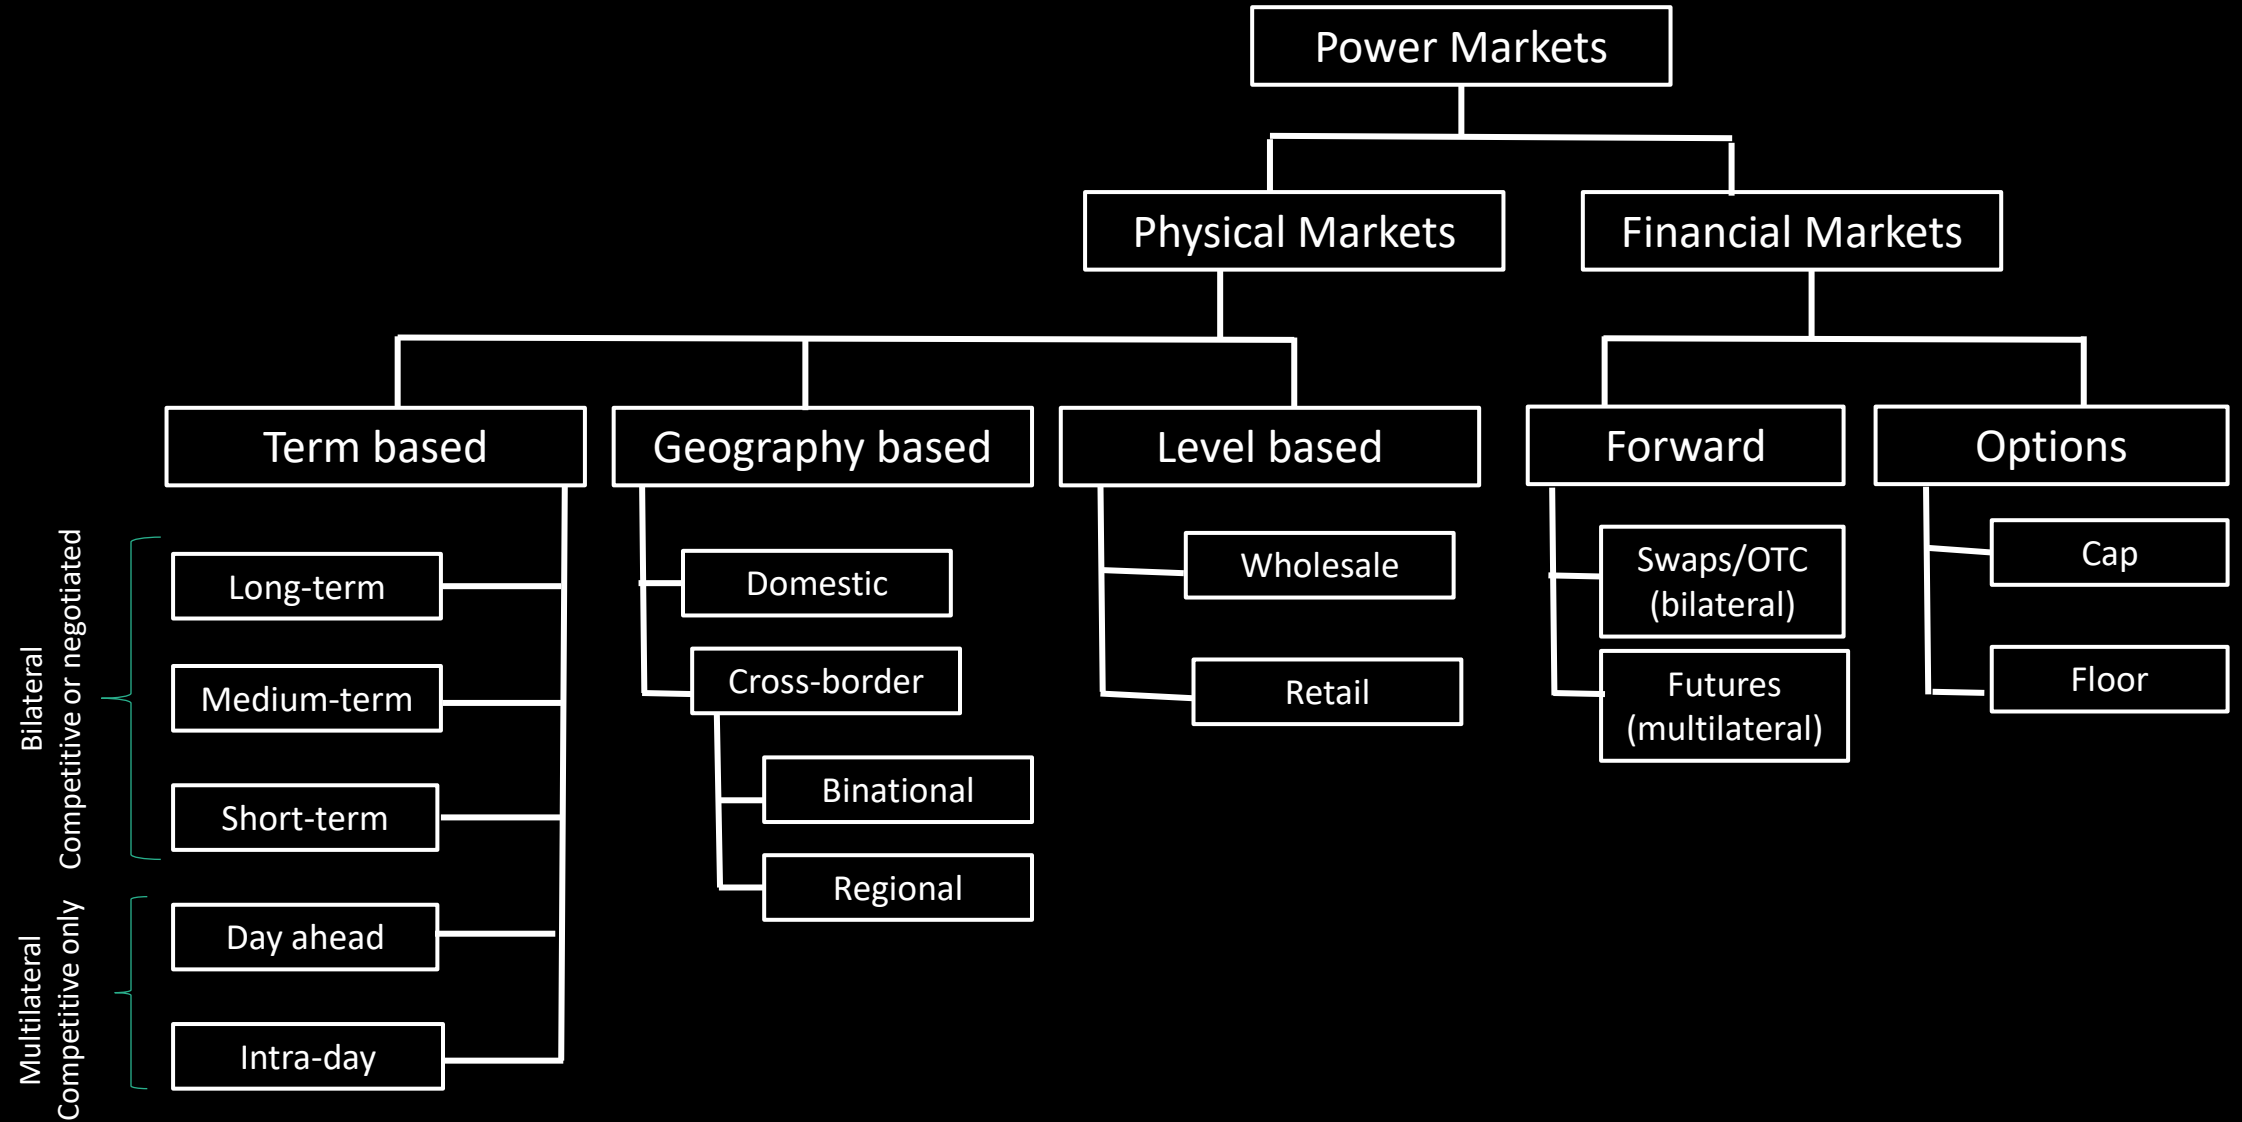 Power Markets
Physical Markets
Financial Markets
Term based
Geography based
Level based
Forward
Options
Bilateral
Competitive or negotiated
Long-term
Medium-term
Short-term
Multilateral
Competitive only
Day ahead
Intra-day
Domestic
Cross-border
Binational
Regional
Wholesale
Retail
Swaps/OTC
(bilateral)
Futures
(multilateral)
Cap
Floor